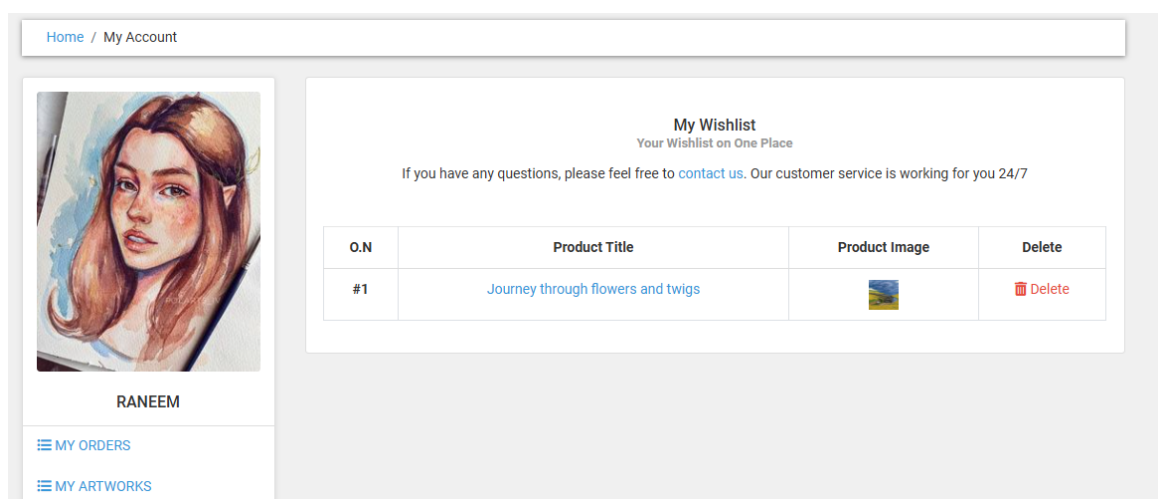 Home / My Account
My Wishlist
Your Wishlist on One Place
If you have any questions, please feel free to contact us. Our customer service is working for you 24/7
O.N Product Title Product Image Delete
#1 Journey through flowers and twigs Delete
RANEEM
MY ORDERS
MY ARTWORKS